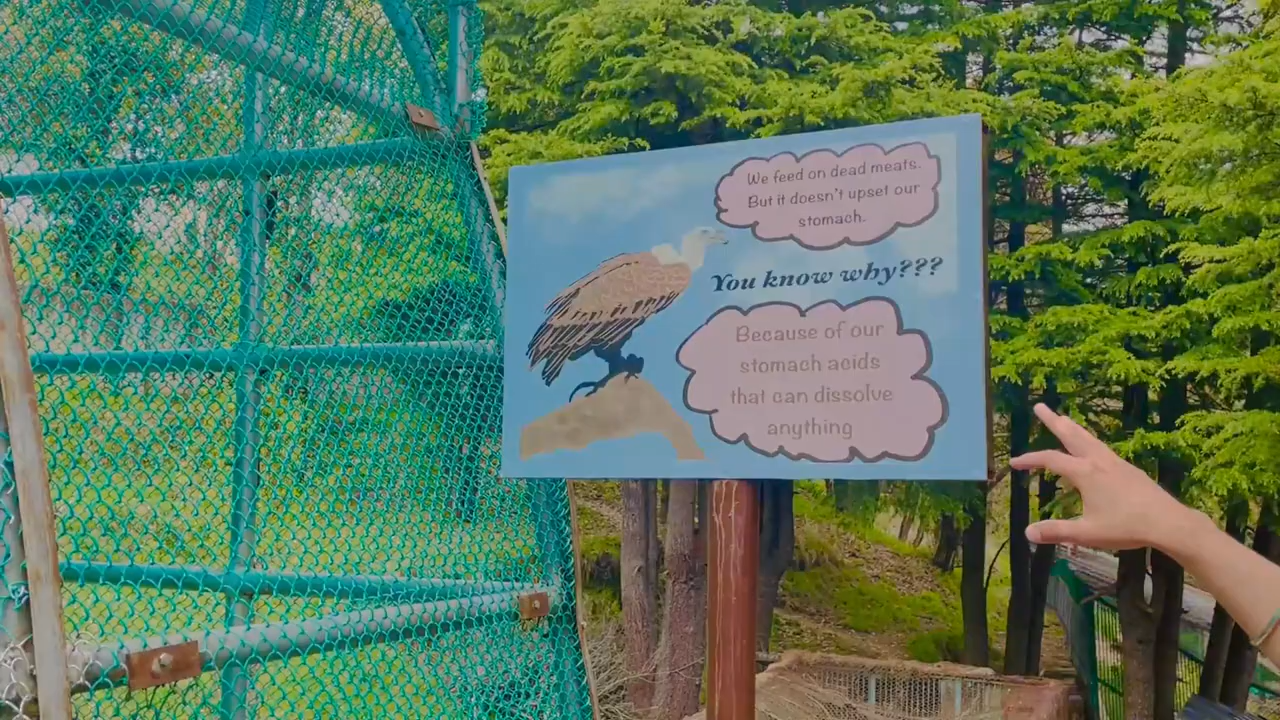 We feed on dead meats.
But it doesn't upset our
stomach.
You know why???
Because of our
stomach acids
that can dissolve
anything